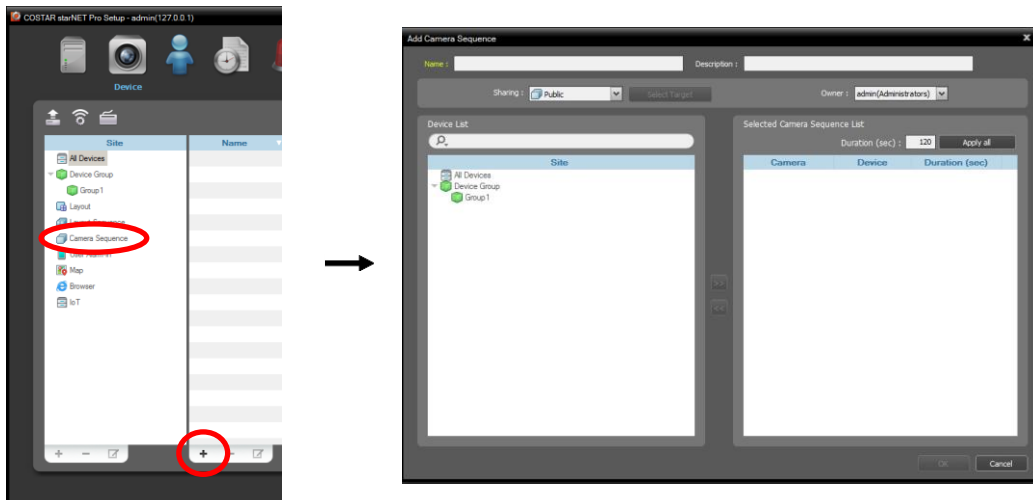 COSTAR starNET Pro Setup - admin(127.0.0.1)
Device
Site
Name
All Devices
Device Group
Group1
Layout
Layout Sequence
Camera Sequence
Map
Browser
IoT
Add Camera Sequence
Name :
Description :
Sharing :
Public
Select Target
Owner :
admin(Administrators)
Device List
Site
All Devices
Device Group
Group1
>>
<<
Selected Camera Sequence List
Duration (sec) :
120
Apply all
Camera
Device
Duration (sec)
OK
Cancel